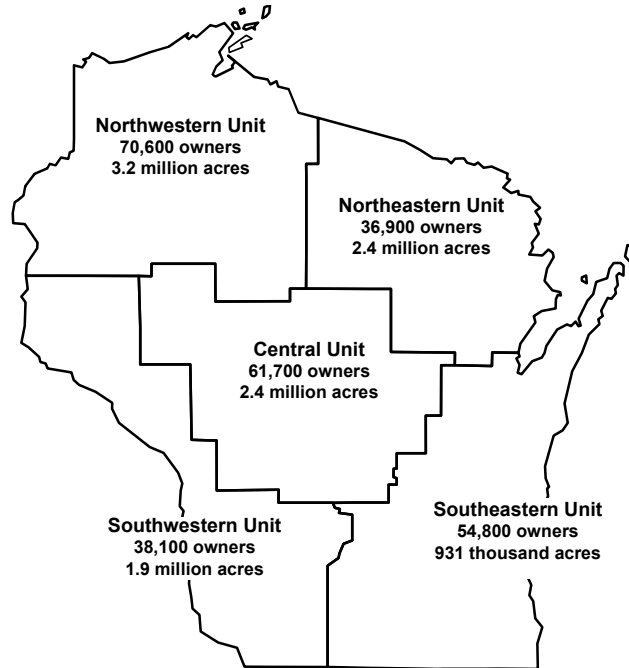 Northwestern Unit
70,600 owners
3.2 million acres
Northeastern Unit
36,900 owners
2.4 million acres
Central Unit
61,700 owners
2.4 million acres
Southeastern Unit
54,800 owners
931 thousand acres
Southwestern Unit
38,100 owners
1.9 million acres